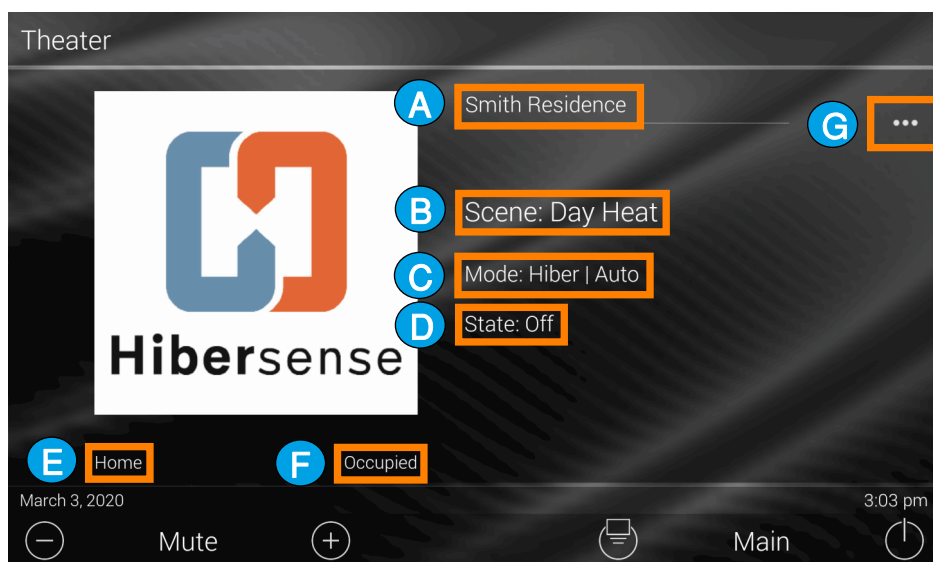 Theater
A Smith Residence
G •••
B Scene: Day Heat
C Mode: Hiber | Auto
D State: Off
Hibersense
E Home
F Occupied
March 3, 2020 3:03 pm
Mute Main